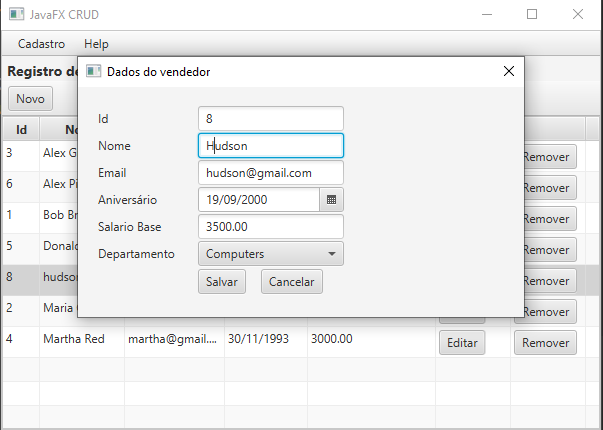 JavaFX CRUD
Cadastro Help
Registro de
Dados do vendedor
Novo
Id
3 Alex G Remover
6 Alex Pi Remover
1 Bob Br Remover
5 Donal Remover
8 hudson Remover
2 Maria Remover
4 Martha Red martha@gmail.... 30/11/1993 3000.00 Editar Remover
Id 8
Nome Hudson
Email hudson@gmail.com
Aniversário 19/09/2000
Salario Base 3500.00
Departamento Computers
Salvar Cancelar